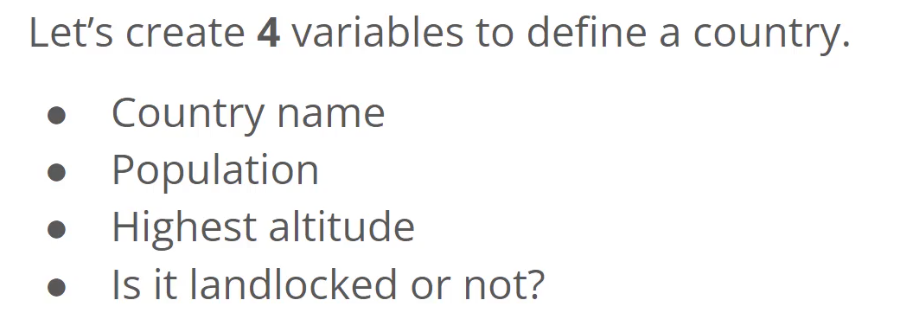 Let’s create 4 variables to define a country.
● Country name
● Population
● Highest altitude
● Is it landlocked or not?